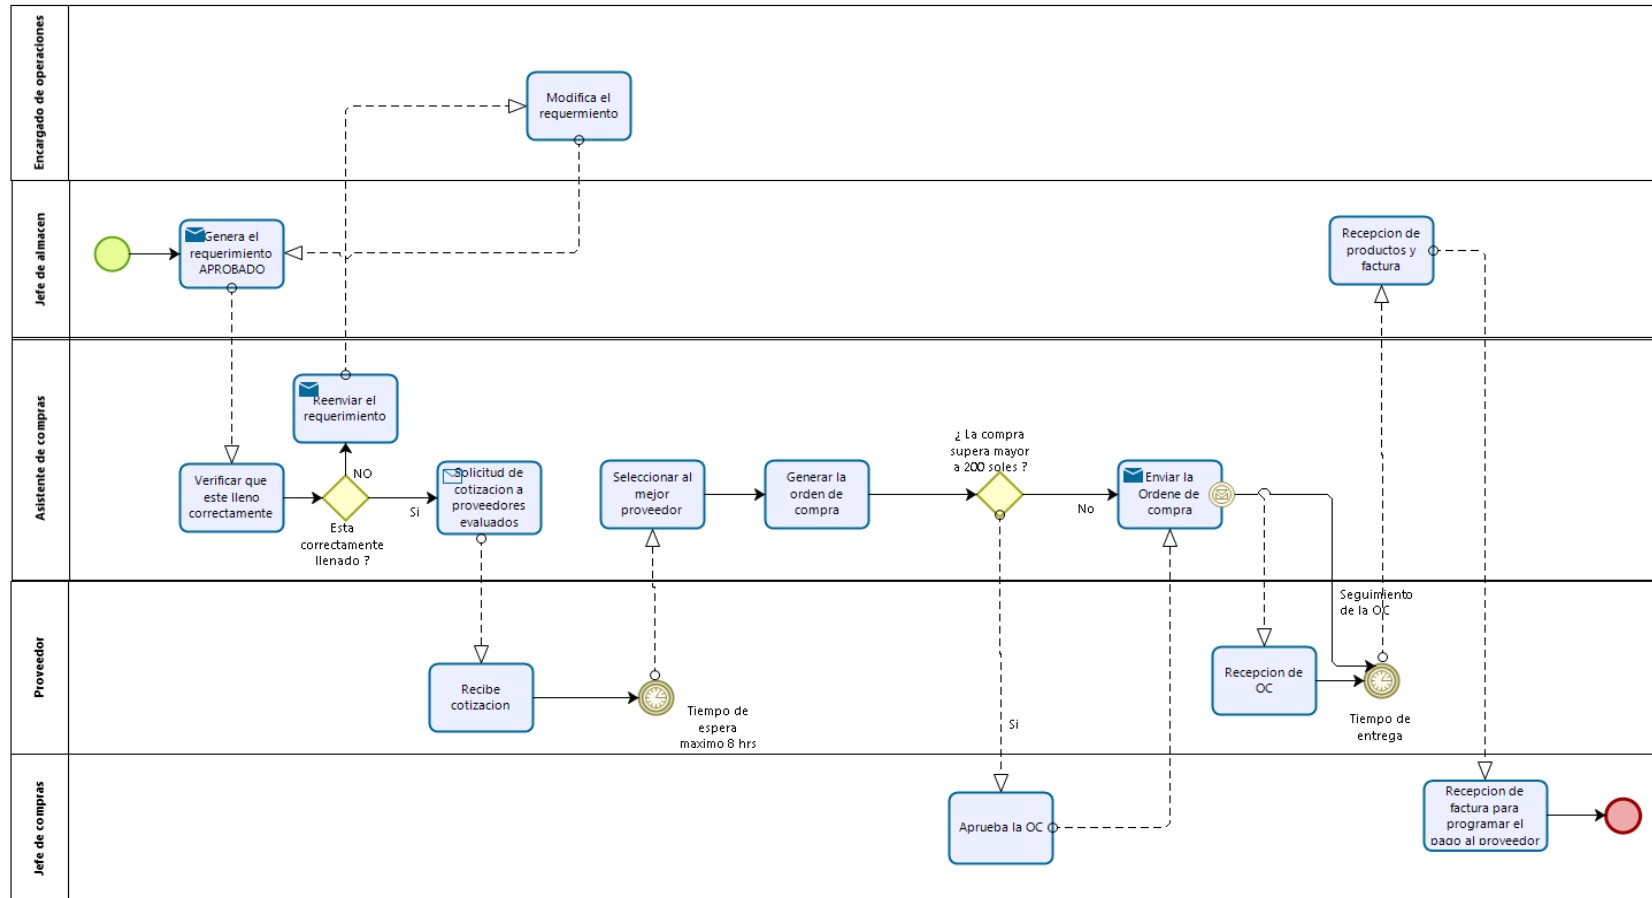 Encargado de operaciones
Modifica el
requermiento
Jefe de almacen
Genera el
requerimiento
APROBADO
Recepcion de
productos y
factura
Asistente de compras
Reenviar el
requerimiento
NO
Verificar que
este lleno
correctamente
Si
Esta
correctamente
llenado ?
Solicitud de
cotizacion a
proveedores
evaluados
Seleccionar al
mejor
proveedor
Generar la
orden de
compra
¿ La compra
supera mayor
a 200 soles ?
No
Enviar la
Ordene de
compra
Seguimiento
de la OC
Proveedor
Recibe
cotizacion
Tiempo de
espera
maximo 8 hrs
Si
Recepcion de
OC
Tiempo de
entrega
Jefe de compras
Aprueba la OC
Recepcion de
factura para
programar el
pago al proveedor